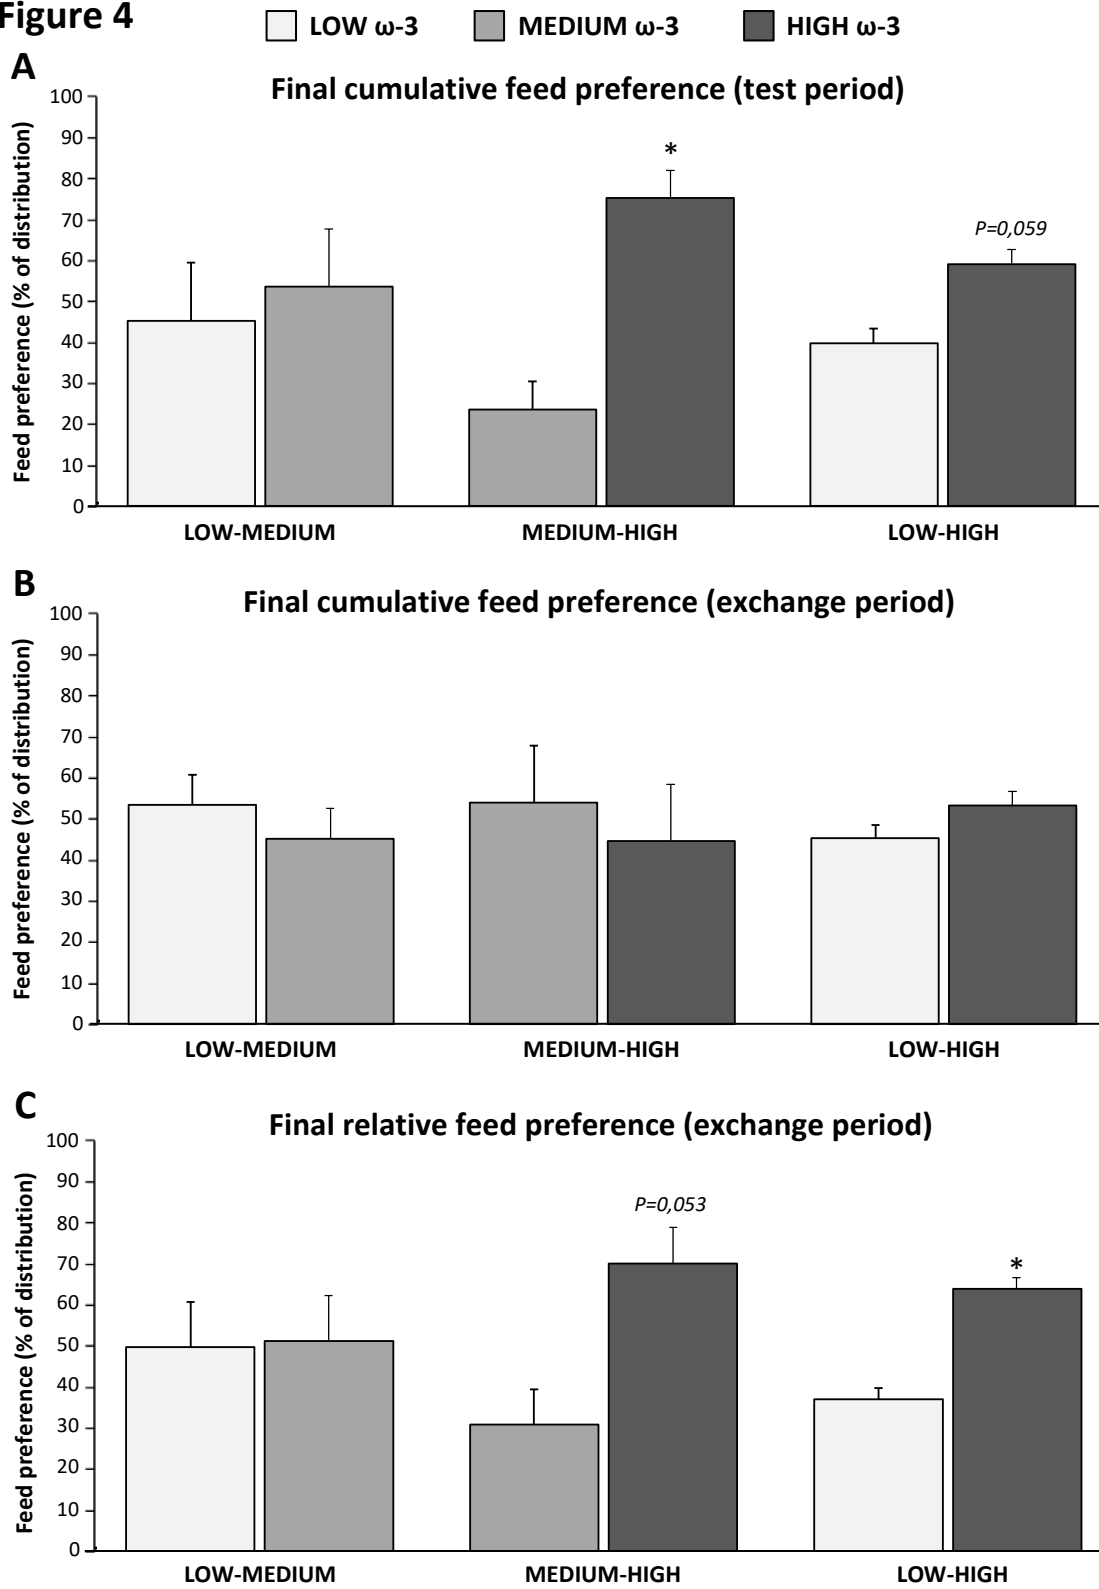 Figure 4
LOW ω-3 MEDIUM ω-3 HIGH ω-3
A
Final cumulative feed preference (test period)
Feed preference (% of distribution)
100
90
80
70
60
50
40
30
20
10
0
*
P=0,059
LOW-MEDIUM MEDIUM-HIGH LOW-HIGH
B
Final cumulative feed preference (exchange period)
Feed preference (% of distribution)
100
90
80
70
60
50
40
30
20
10
0
LOW-MEDIUM MEDIUM-HIGH LOW-HIGH
C
Final relative feed preference (exchange period)
Feed preference (% of distribution)
100
90
80
70
60
50
40
30
20
10
0
P=0,053
*
LOW-MEDIUM MEDIUM-HIGH LOW-HIGH